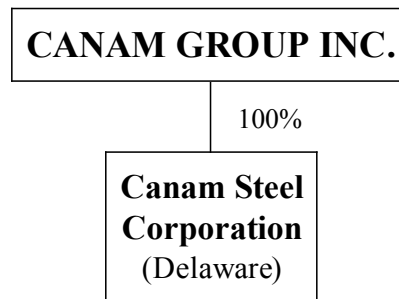 CANAM GROUP INC.
100%
Canam Steel
Corporation
(Delaware)